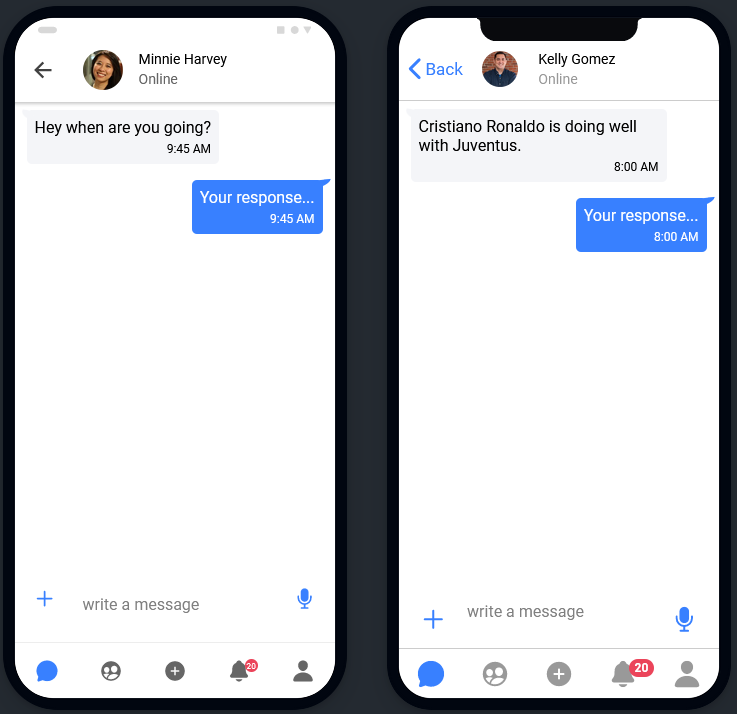 Minnie Harvey
Online
Hey when are you going?
9:45 AM
Your response...
9:45 AM
write a message
20
Back
Kelly Gomez
Online
Cristiano Ronaldo is doing well
with Juventus.
8:00 AM
Your response...
8:00 AM
write a message
20